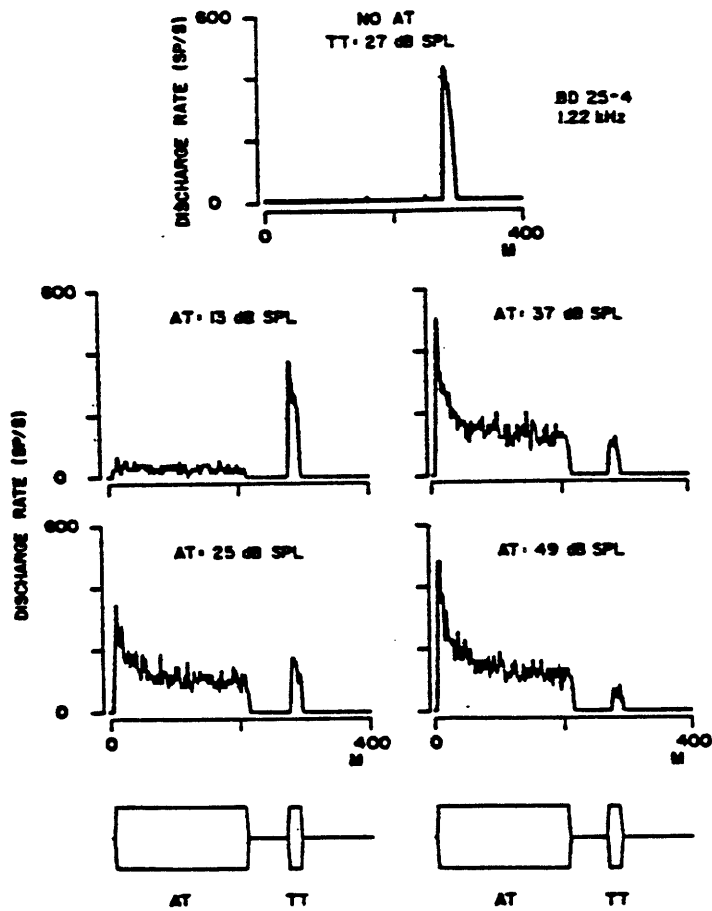 600
NO AT
TT: 27 dB SPL
BD 25-4
1.22 kHz
DISCHARGE RATE (SP/S)
0
0
400
M
600
AT: 13 dB SPL
AT: 37 dB SPL
0
DISCHARGE RATE (SP/S)
600
AT: 25 dB SPL
AT: 49 dB SPL
0
0
400
M
0
400
M
AT
TT
AT
TT